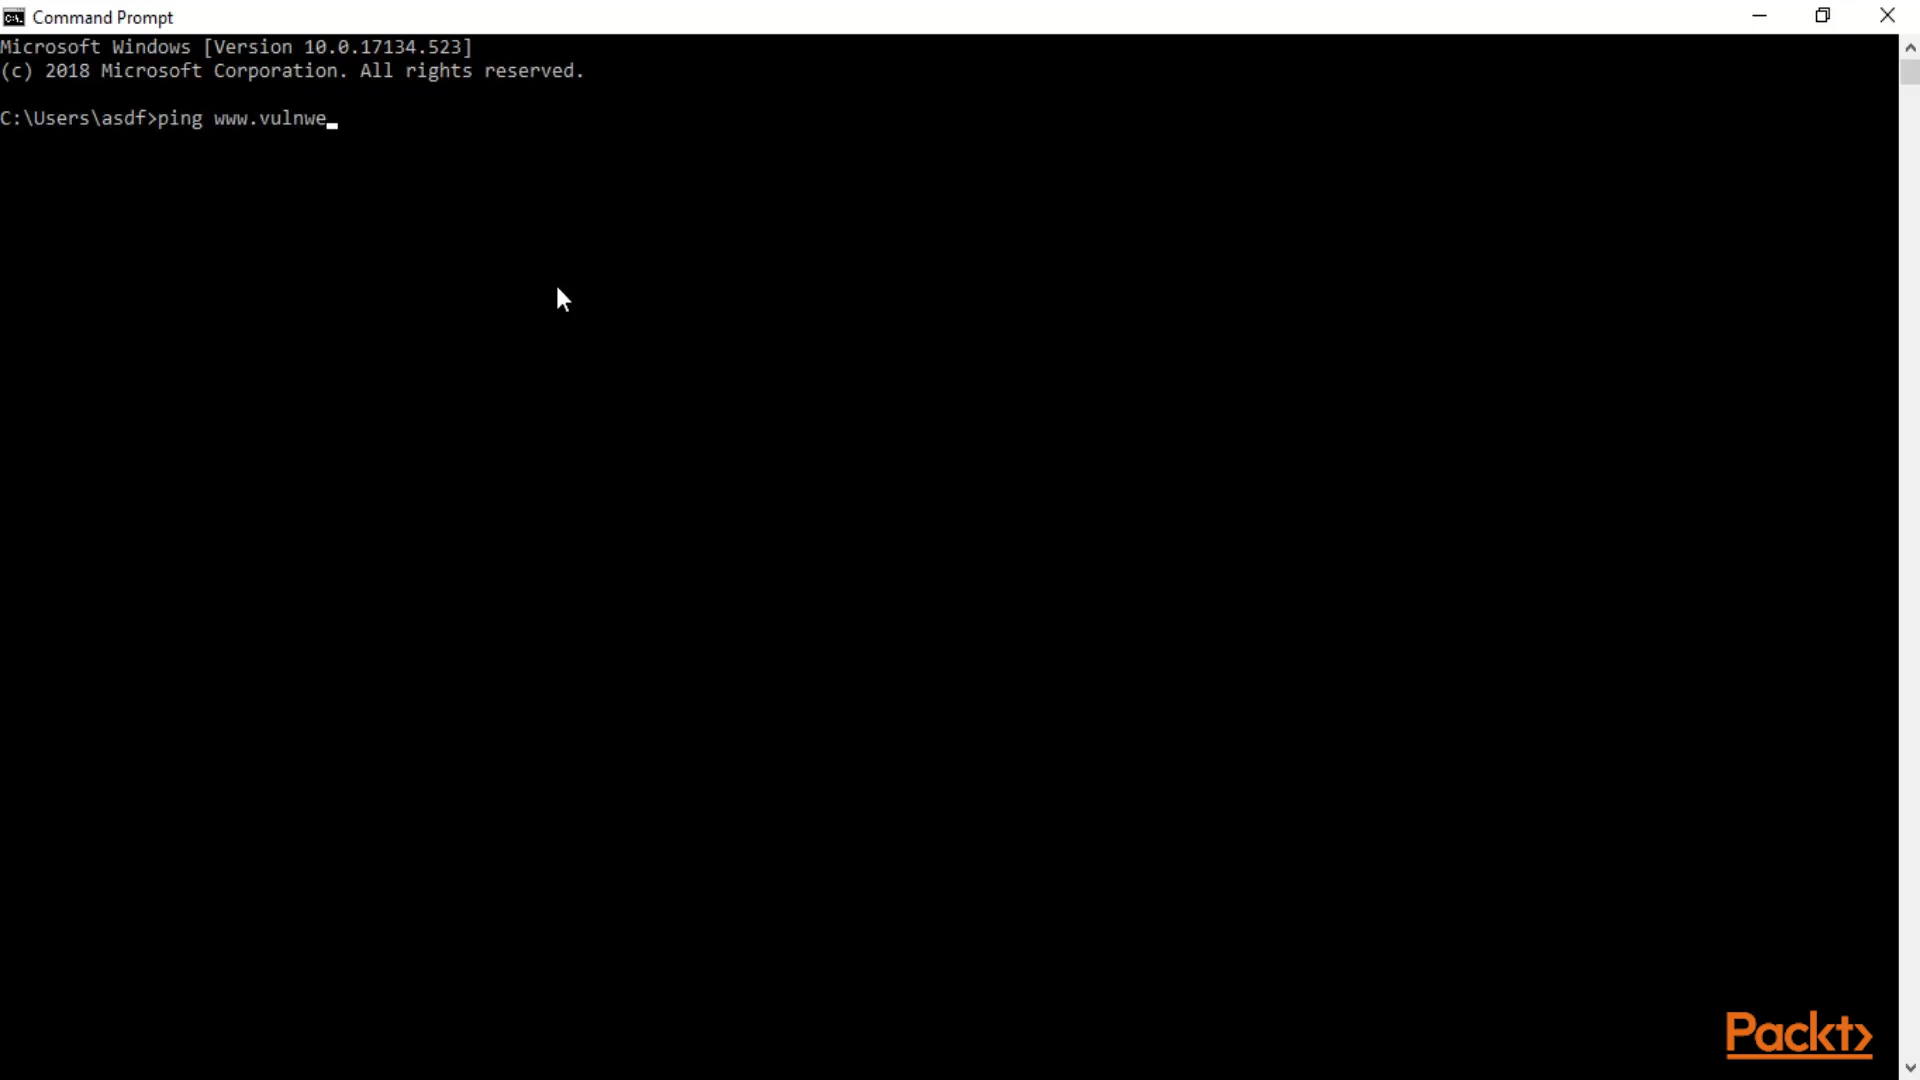 Command Prompt
Microsoft Windows [Version 10.0.17134.523]
(c) 2018 Microsoft Corporation. All rights reserved.
C:\Users\asdf>ping www.vulnwe
Packt>